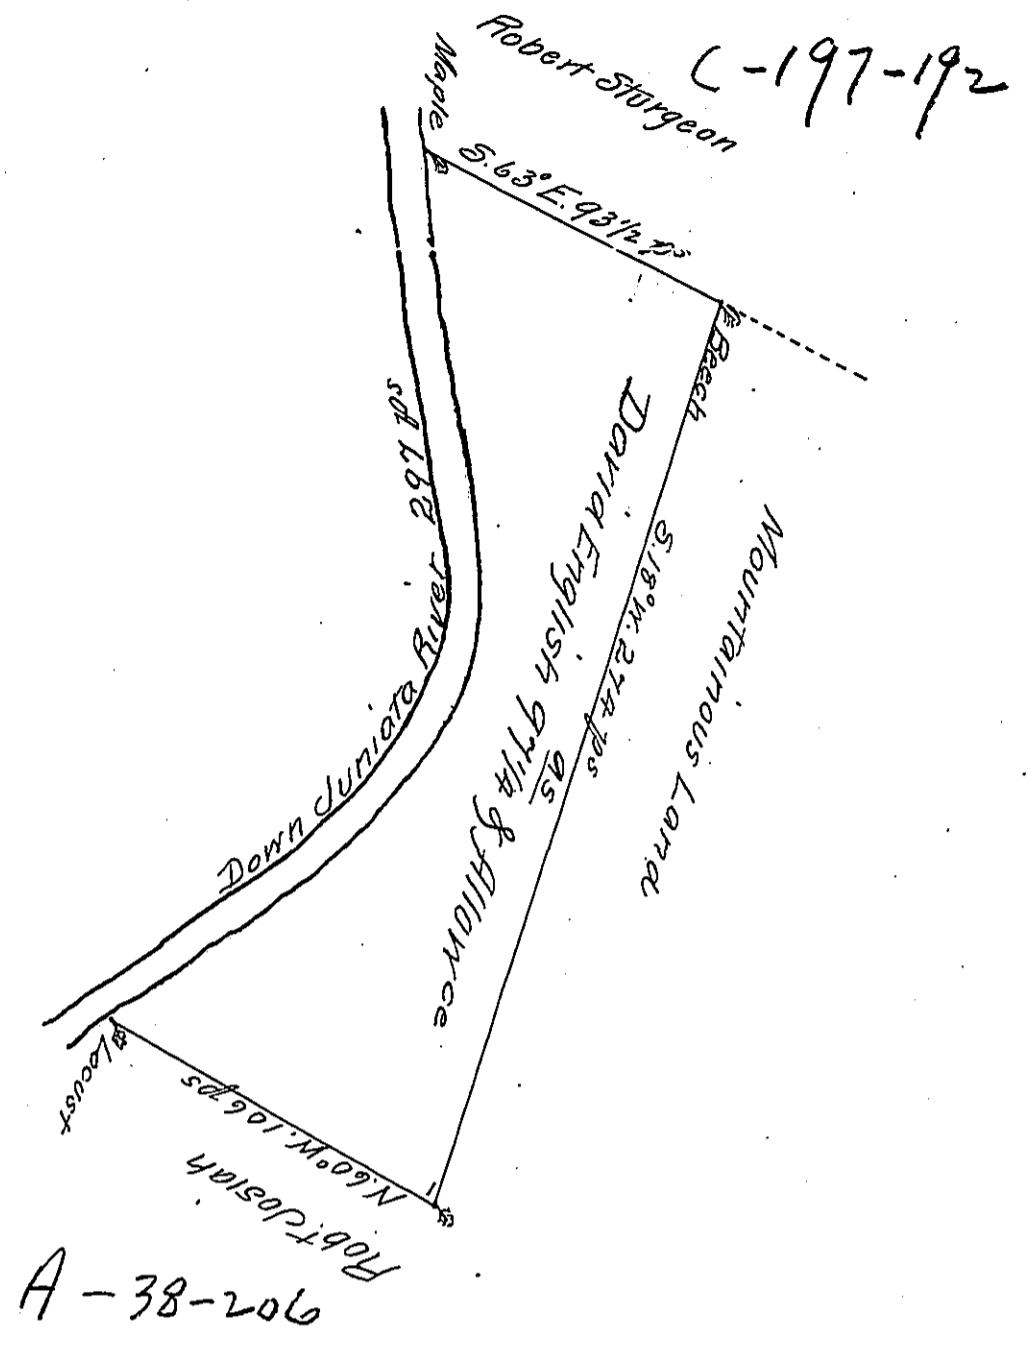 C-197-192
Robert Sturgeon
Maple
S.63°E.93½ ps
Beech
Mountainous Land
S.18°W.274 ps
David English 97¼ as & Allowce
Down Juniata River 297 ps
Locust
N.60°W.106 ps
Robt Josiah
A-38-206